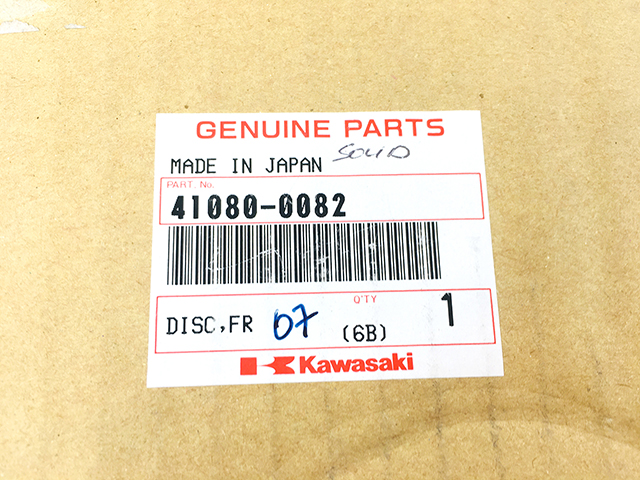 GENUINE PARTS
MADE IN JAPAN SOLID
PART. No.
41080-0082
Q'TY
DISC,FR 07 (6B) 1
Kawasaki